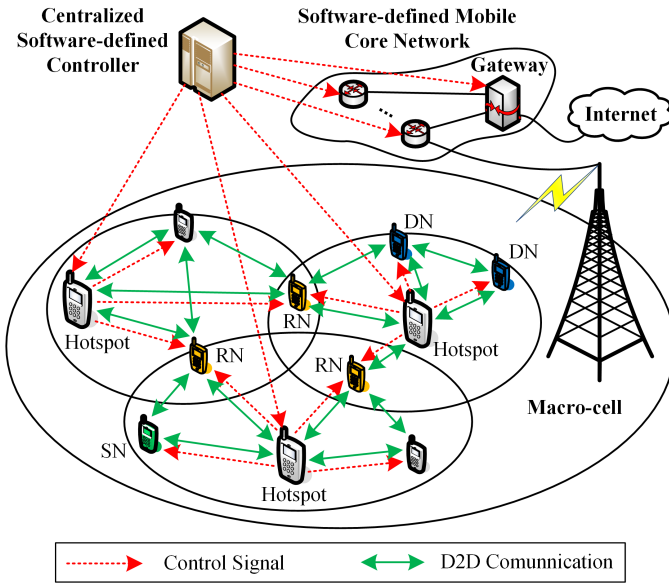 Centralized
Software-defined
Controller
Software-defined Mobile
Core Network
Gateway
...
Internet
DN
DN
RN
Hotspot
Hotspot
RN
RN
SN
Hotspot
Macro-cell
Control Signal
D2D Comunnication